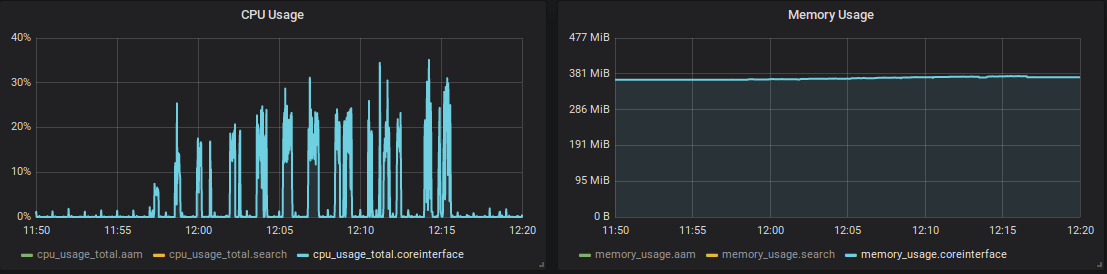 CPU Usage
40%
30%
20%
10%
0%
11:50 11:55 12:00 12:05 12:10 12:15 12:20
cpu_usage_total.aam cpu_usage_total.search cpu_usage_total.coreinterface
Memory Usage
477 MiB
381 MiB
286 MiB
191 MiB
95 MiB
0 B
11:50 11:55 12:00 12:05 12:10 12:15 12:20
memory_usage.aam memory_usage.search memory_usage.coreinterface